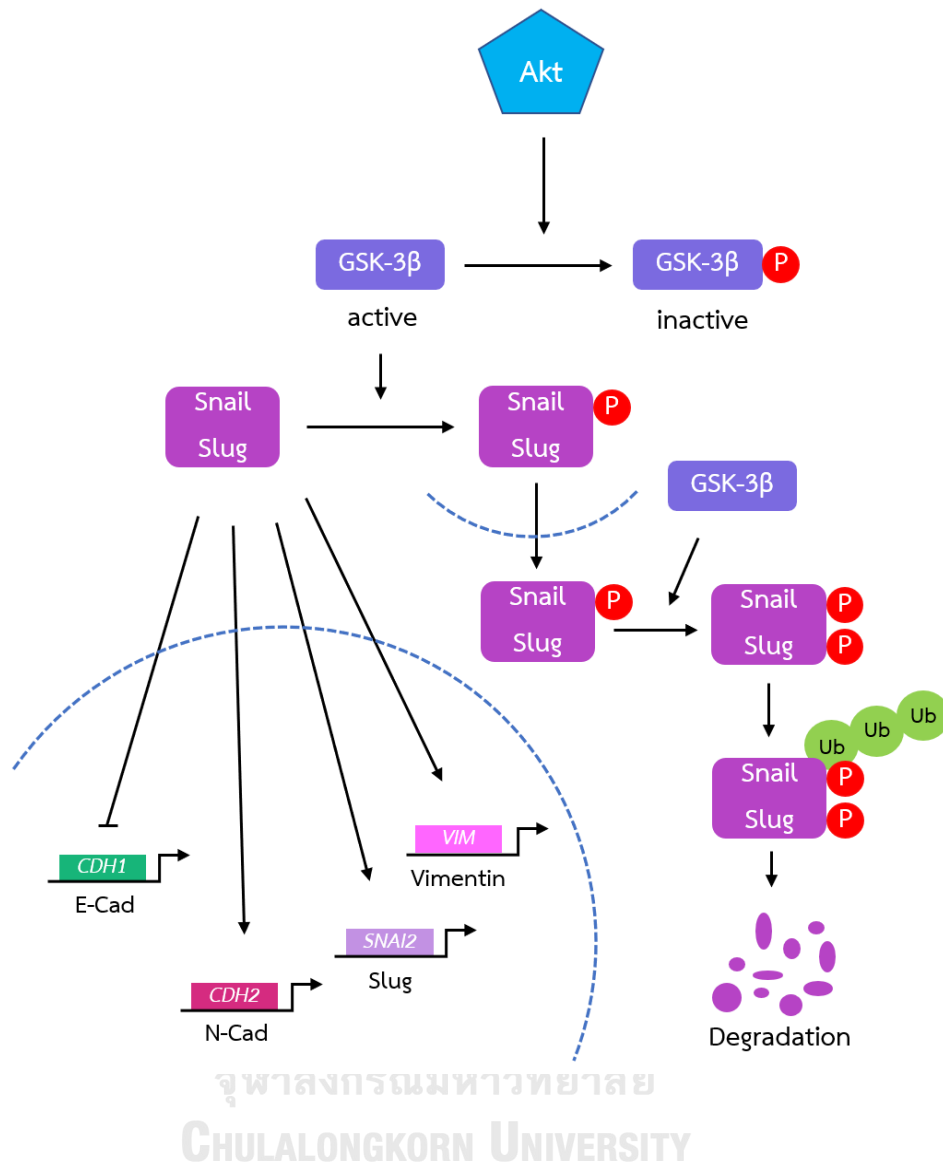 Akt
GSK-3β
GSK-3β
P
active
inactive
Snail
Slug
Snail
Slug
P
GSK-3β
Snail
Slug
P
Snail
Slug
P
P
Ub
Ub
Ub
Snail
Slug
P
P
VIM
Vimentin
CDH1
E-Cad
SNAI2
Slug
CDH2
N-Cad
Degradation
จุฬาลงกรณ์มหาวิทยาลัย
CHULALONGKORN UNIVERSITY